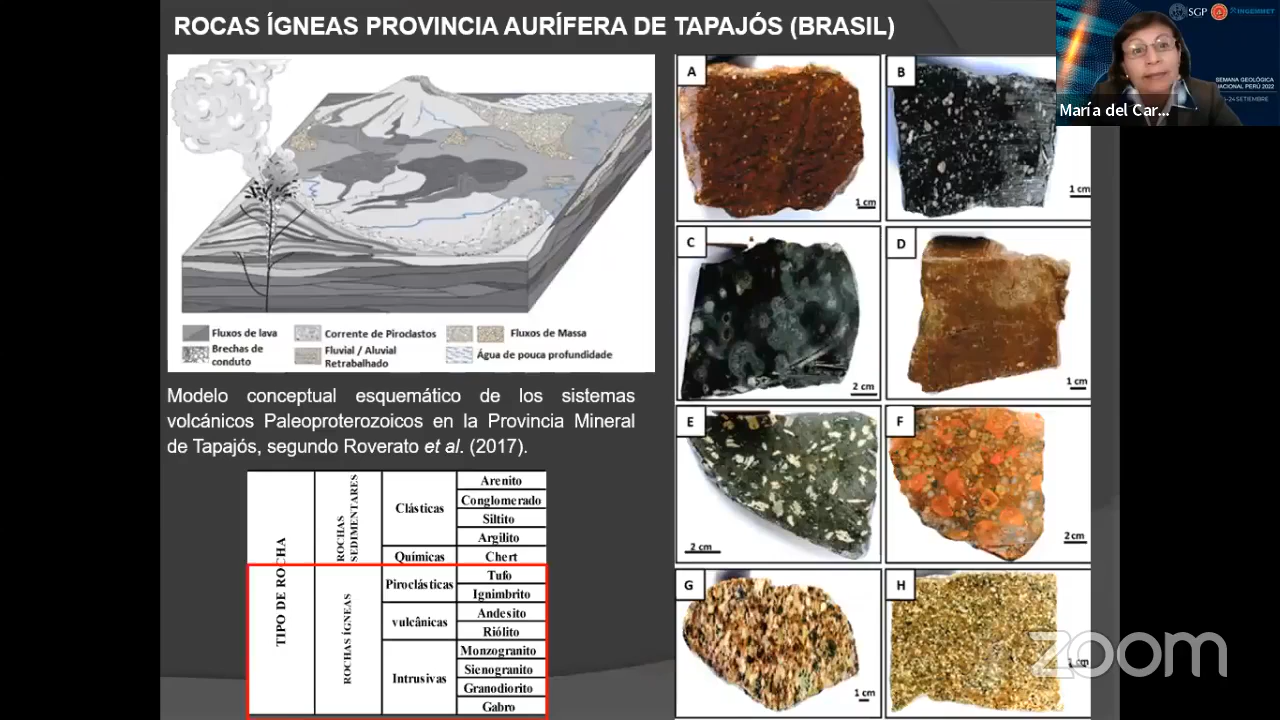 ROCAS ÍGNEAS PROVINCIA AURÍFERA DE TAPAJÓS (BRASIL)
SGP
INGEMMET
SEMANA GEOLÓGICA
NACIONAL PERÚ 2022
-24 SETIEMBRE
María del Car...
Fluxos de lava
Corrente de Piroclastos
Fluxos de Massa
Brechas de
conduto
Fluvial / Aluvial
Retrabalhado
Água de pouca profundidade
Modelo conceptual esquemático de los sistemas
volcánicos Paleoproterozoicos en la Provincia Mineral
de Tapajós, segundo Roverato et al. (2017).
TIPO DE ROCHA
ROCHAS
SEDIMENTARES
Clásticas
Arenito
Conglomerado
Siltito
Argilito
Químicas
Chert
ROCHAS ÍGNEAS
Piroclásticas
Tufo
Ignimbrito
vulcânicas
Andesito
Riólito
Intrusivas
Monzogranito
Sienogranito
Granodiorito
Gabro
A
1 cm
B
1 cm
C
2 cm
D
1 cm
E
2 cm
F
2cm
G
1 cm
H
cm
zoom